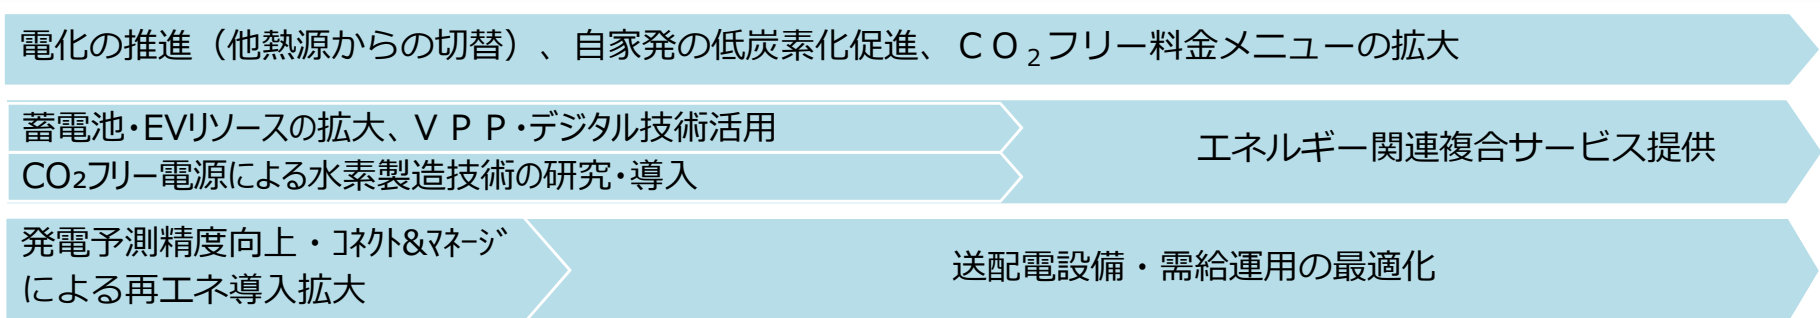 電化の推進（他熱源からの切替）、自家発の低炭素化促進、ＣＯ₂フリー料金メニューの拡大
蓄電池・EVリソースの拡大、ＶＰＰ・デジタル技術活用
CO₂フリー電源による水素製造技術の研究・導入
エネルギー関連複合サービス提供
発電予測精度向上・ｺﾈｸﾄ&ﾏﾈｰｼﾞ
による再エネ導入拡大
送配電設備・需給運用の最適化